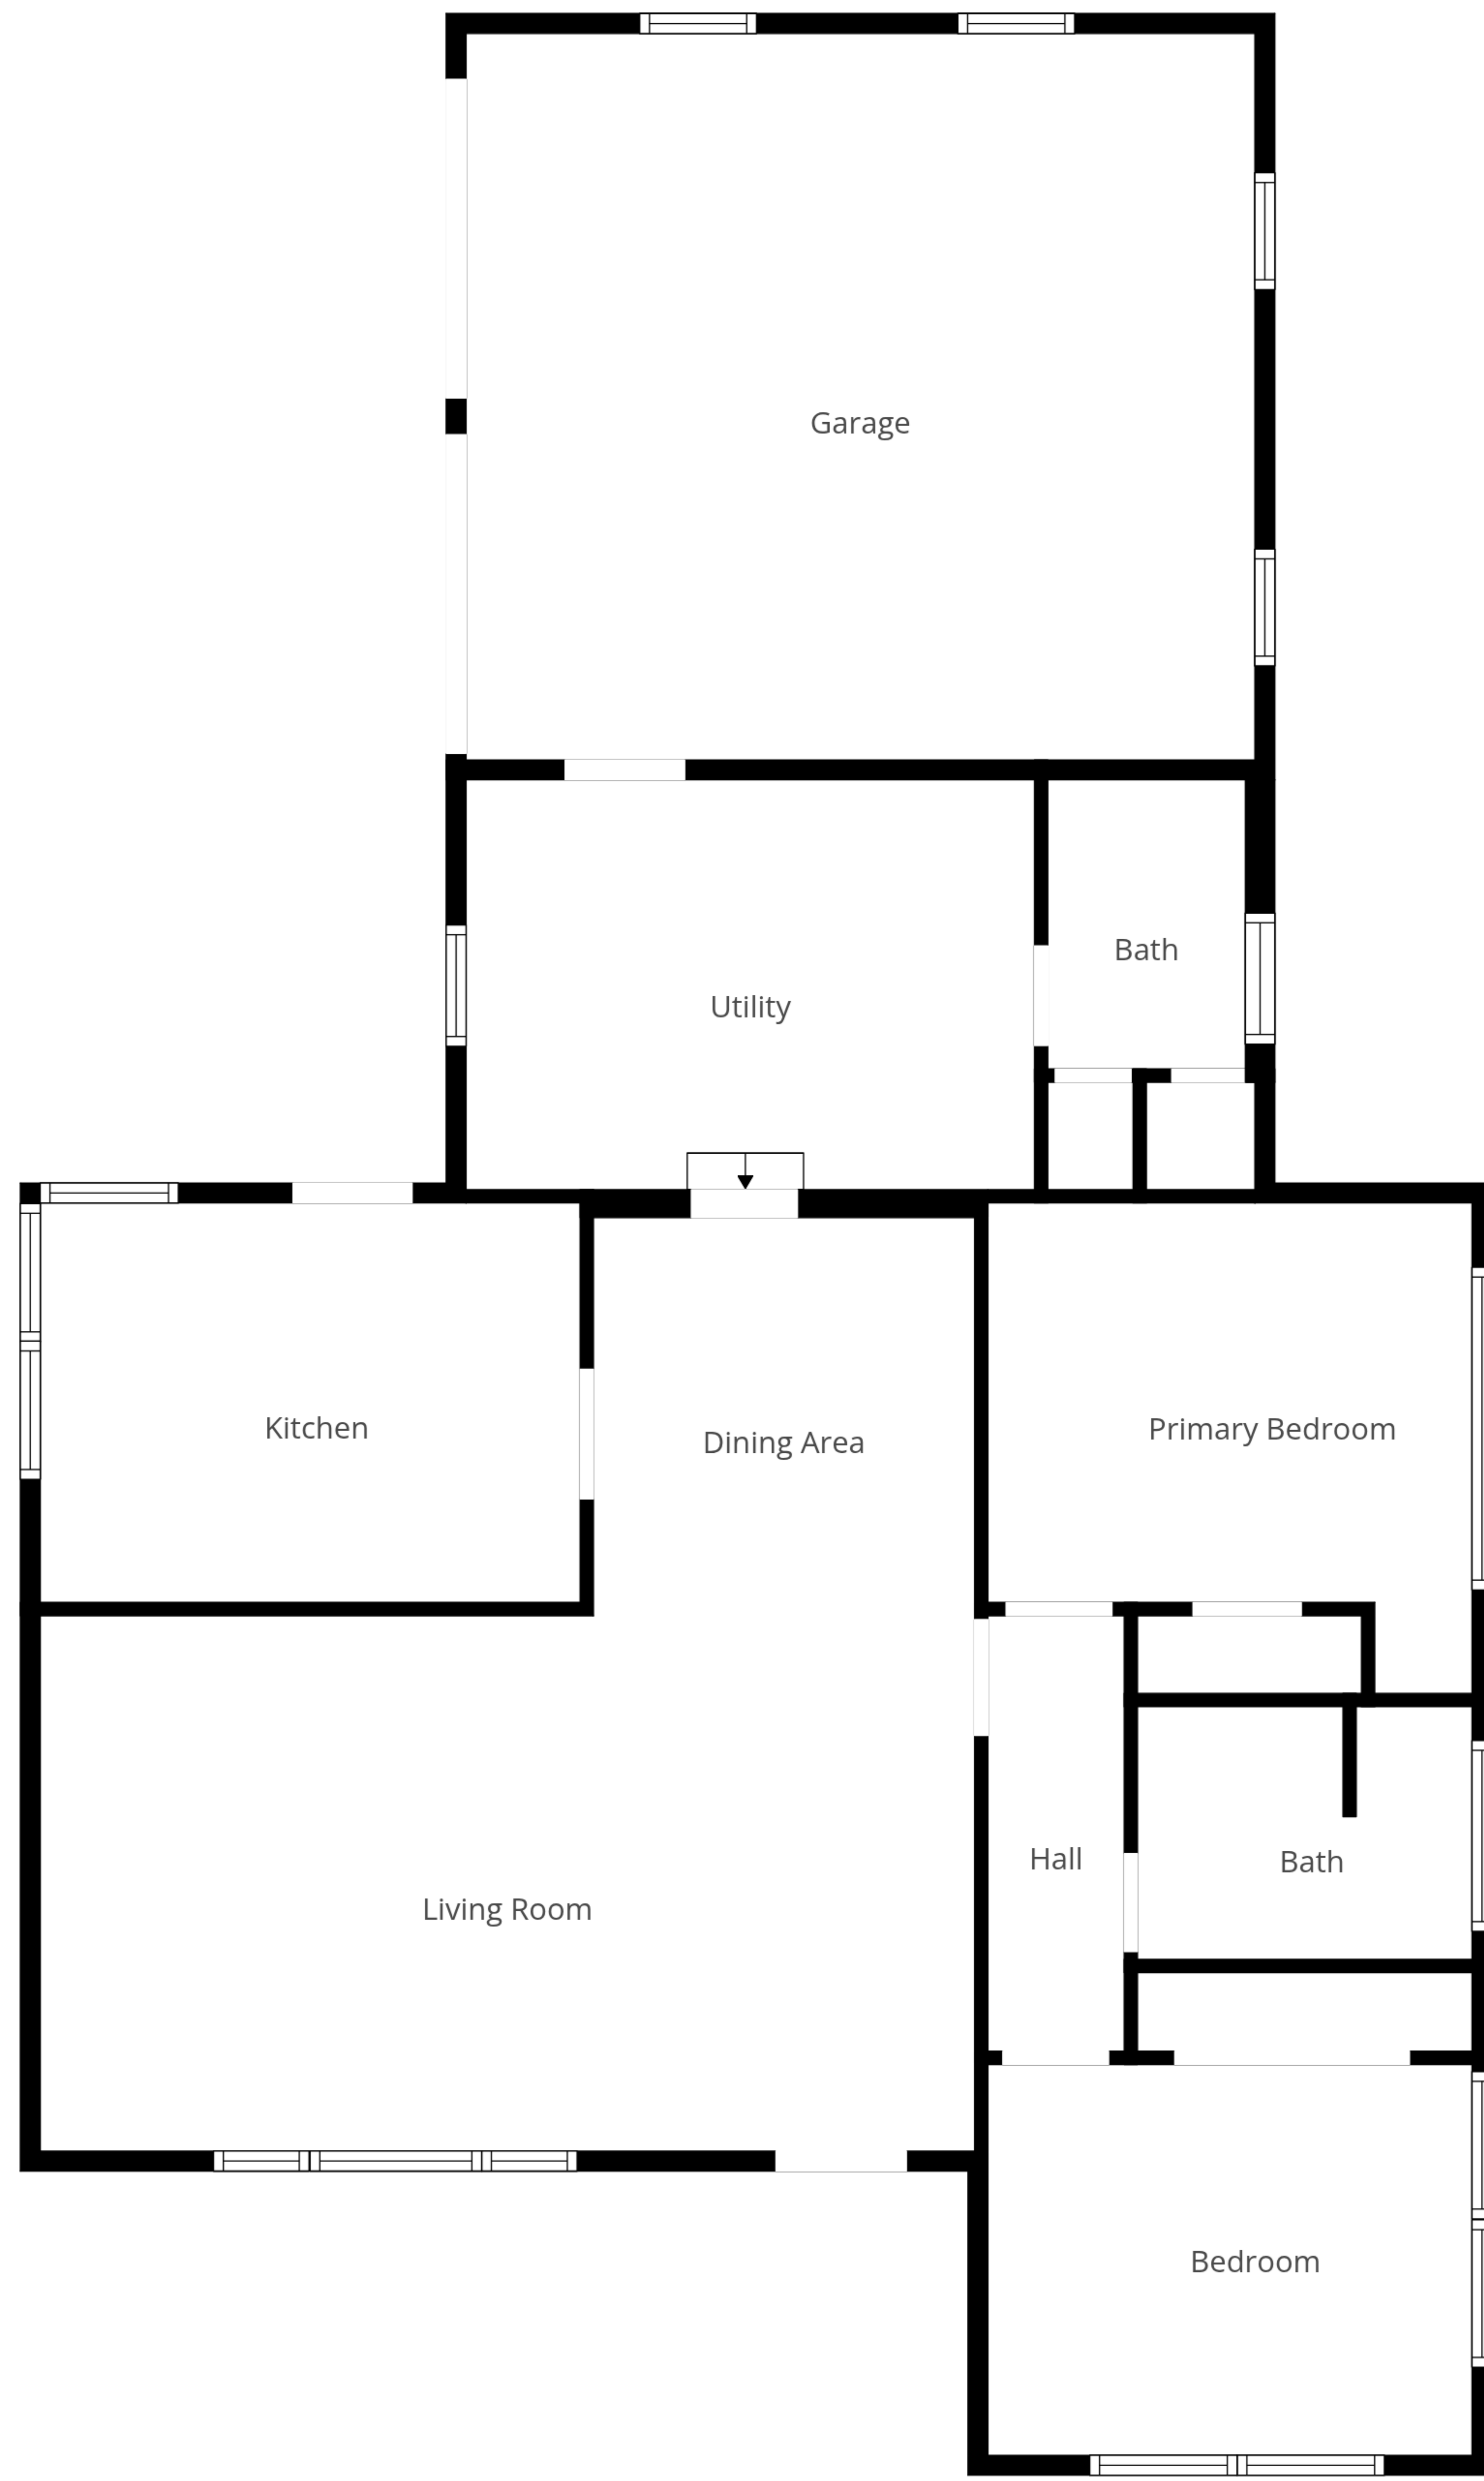 Garage
Bath
Utility
Kitchen
Dining Area
Primary Bedroom
Hall
Bath
Living Room
Bedroom